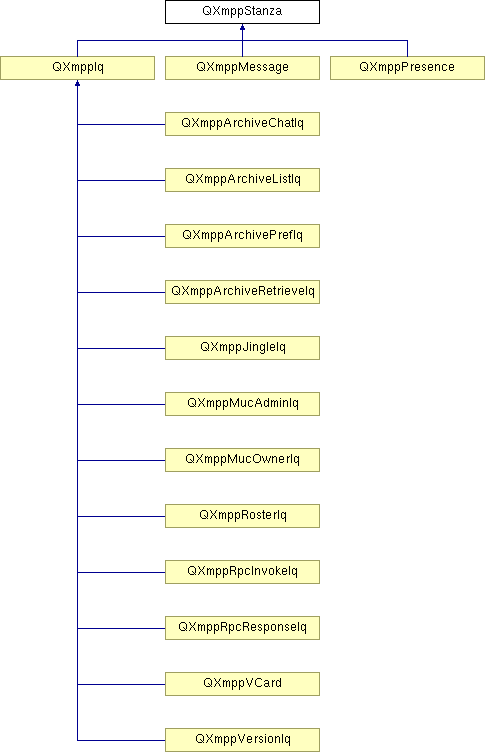 QXmppStanza
QXmppIq
QXmppMessage
QXmppPresence
QXmppArchiveChatIq
QXmppArchiveListIq
QXmppArchivePrefIq
QXmppArchiveRetrieveIq
QXmppJingleIq
QXmppMucAdminIq
QXmppMucOwnerIq
QXmppRosterIq
QXmppRpcInvokeIq
QXmppRpcResponseIq
QXmppVCard
QXmppVersionIq